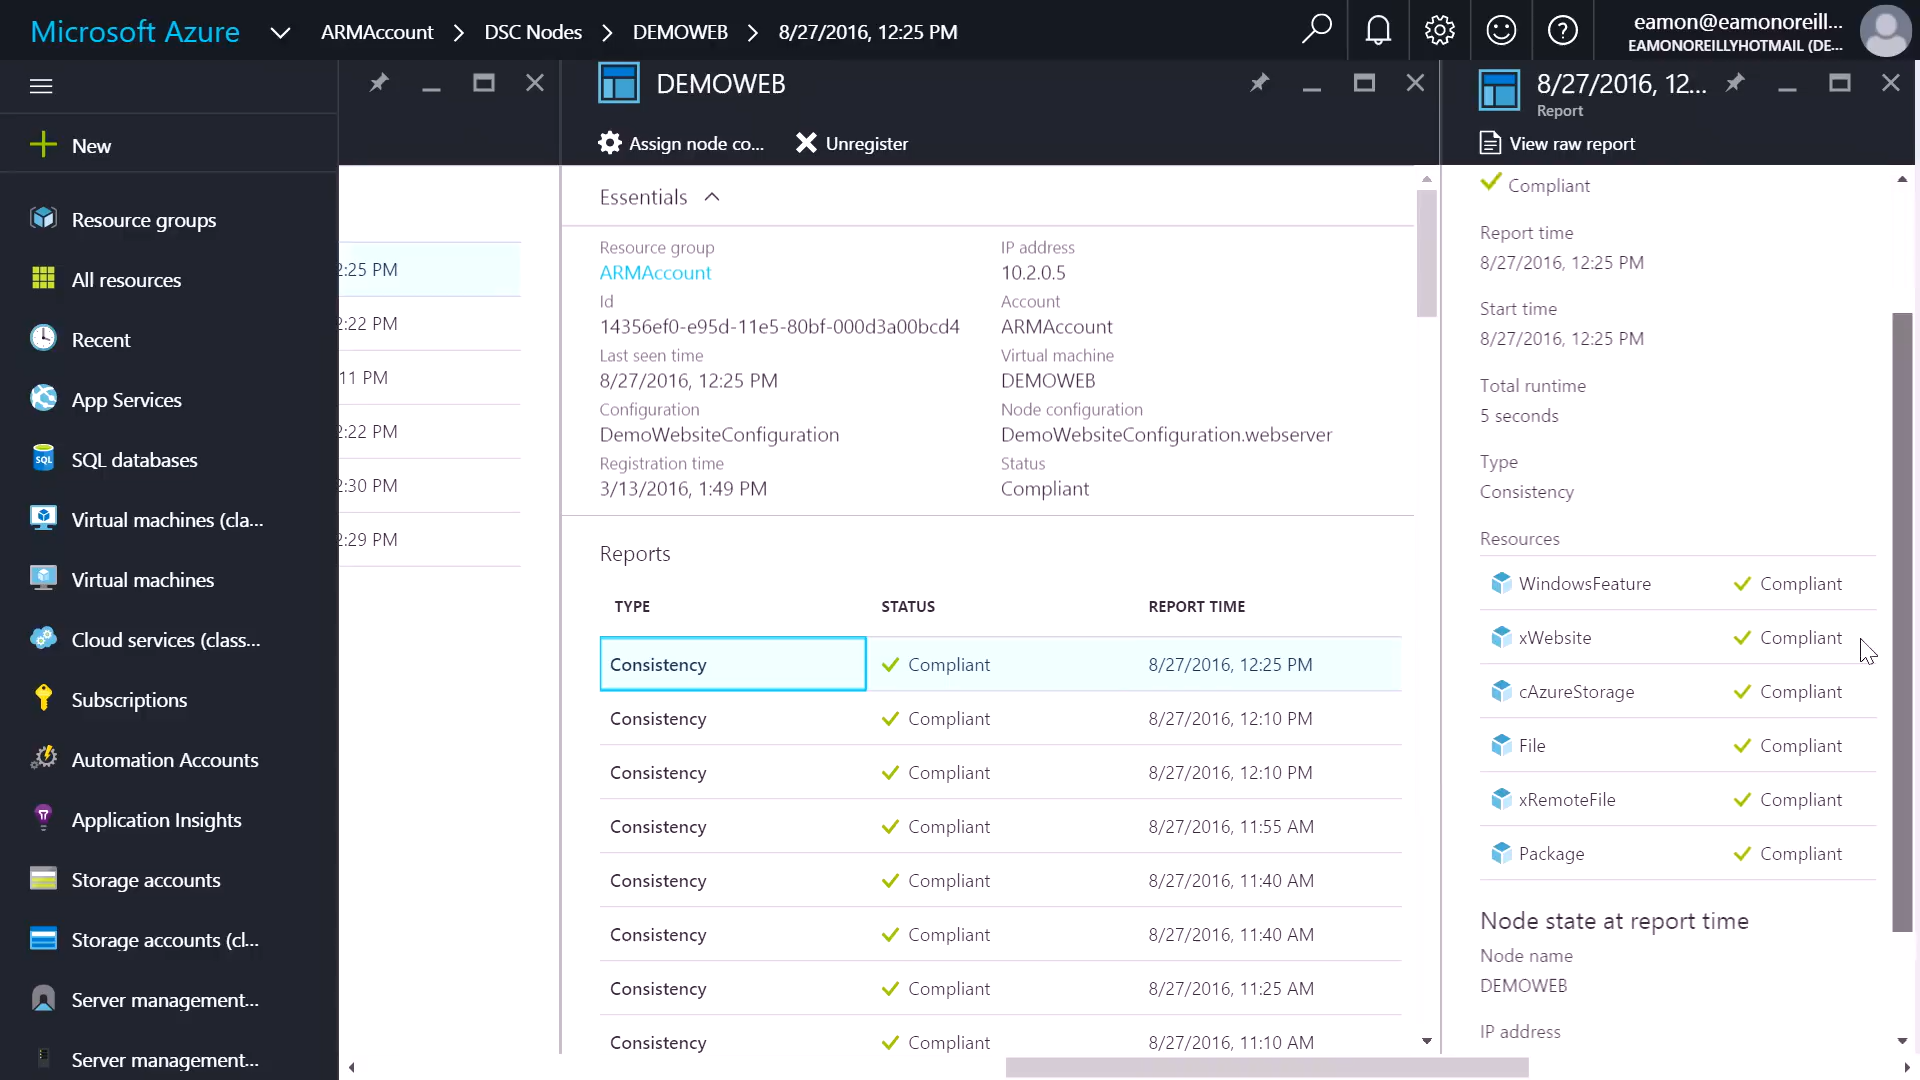 Microsoft Azure
ARMAccount
DSC Nodes
DEMOWEB
8/27/2016, 12:25 PM
eamon@eamonoreill...
EAMONOREILLYHOTMAIL (DE...
New
Resource groups
All resources
Recent
App Services
SQL databases
Virtual machines (cla...
Virtual machines
Cloud services (class...
Subscriptions
Automation Accounts
Application Insights
Storage accounts
Storage accounts (cl...
Server management...
Server management...
2:25 PM
2:22 PM
11 PM
2:22 PM
2:30 PM
2:29 PM
DEMOWEB
Assign node co...
Unregister
Essentials
Resource group
ARMAccount
Id
14356ef0-e95d-11e5-80bf-000d3a00bcd4
Last seen time
8/27/2016, 12:25 PM
Configuration
DemoWebsiteConfiguration
Registration time
3/13/2016, 1:49 PM
IP address
10.2.0.5
Account
ARMAccount
Virtual machine
DEMOWEB
Node configuration
DemoWebsiteConfiguration.webserver
Status
Compliant
Reports
TYPE STATUS REPORT TIME
Consistency Compliant 8/27/2016, 12:25 PM
Consistency Compliant 8/27/2016, 12:10 PM
Consistency Compliant 8/27/2016, 12:10 PM
Consistency Compliant 8/27/2016, 11:55 AM
Consistency Compliant 8/27/2016, 11:40 AM
Consistency Compliant 8/27/2016, 11:40 AM
Consistency Compliant 8/27/2016, 11:25 AM
Consistency Compliant 8/27/2016, 11:10 AM
8/27/2016, 12...
Report
View raw report
Compliant
Report time
8/27/2016, 12:25 PM
Start time
8/27/2016, 12:25 PM
Total runtime
5 seconds
Type
Consistency
Resources
WindowsFeature Compliant
xWebsite Compliant
cAzureStorage Compliant
File Compliant
xRemoteFile Compliant
Package Compliant
Node state at report time
Node name
DEMOWEB
IP address